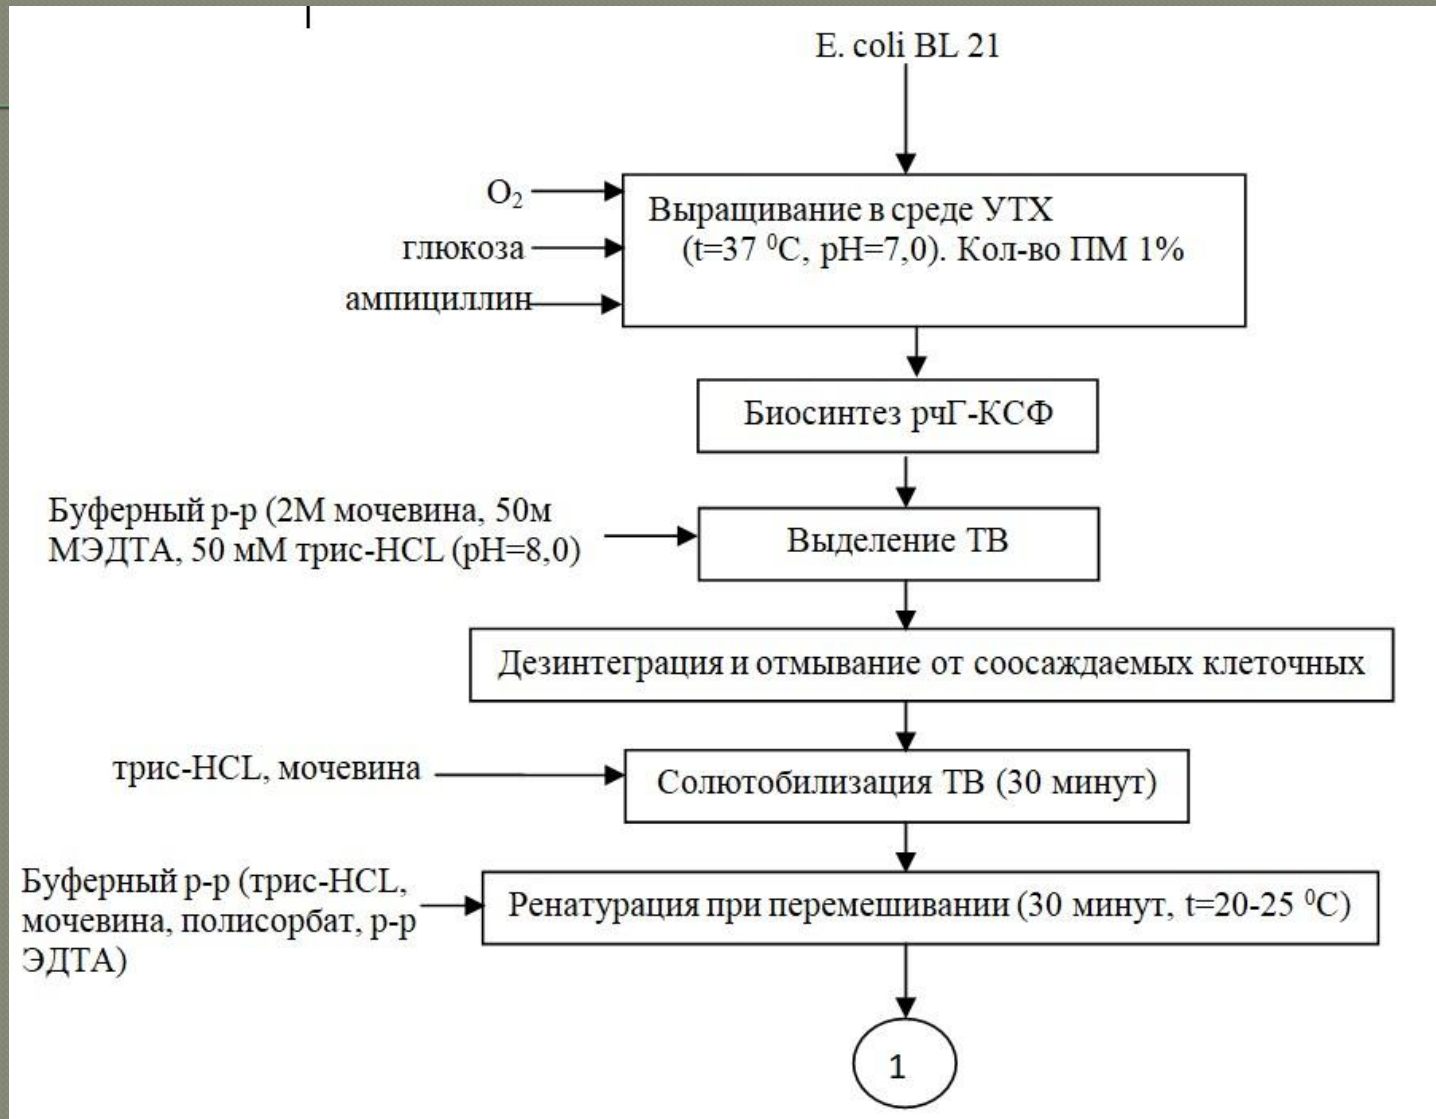 E. coli BL 21
O₂
глюкоза
ампициллин
Выращивание в среде УТХ
(t=37 ⁰C, pH=7,0). Кол-во ПМ 1%
Биосинтез рчГ-КСФ
Буферный р-р (2М мочевина, 50м
МЭДТА, 50 мМ трис-HCL (pH=8,0)
Выделение ТВ
Дезинтеграция и отмывание от соосаждаемых клеточных
трис-HCL, мочевина
Солютобилизация ТВ (30 минут)
Буферный р-р (трис-HCL,
мочевина, полисорбат, р-р
ЭДТА)
Ренатурация при перемешивании (30 минут, t=20-25 ⁰C)
1